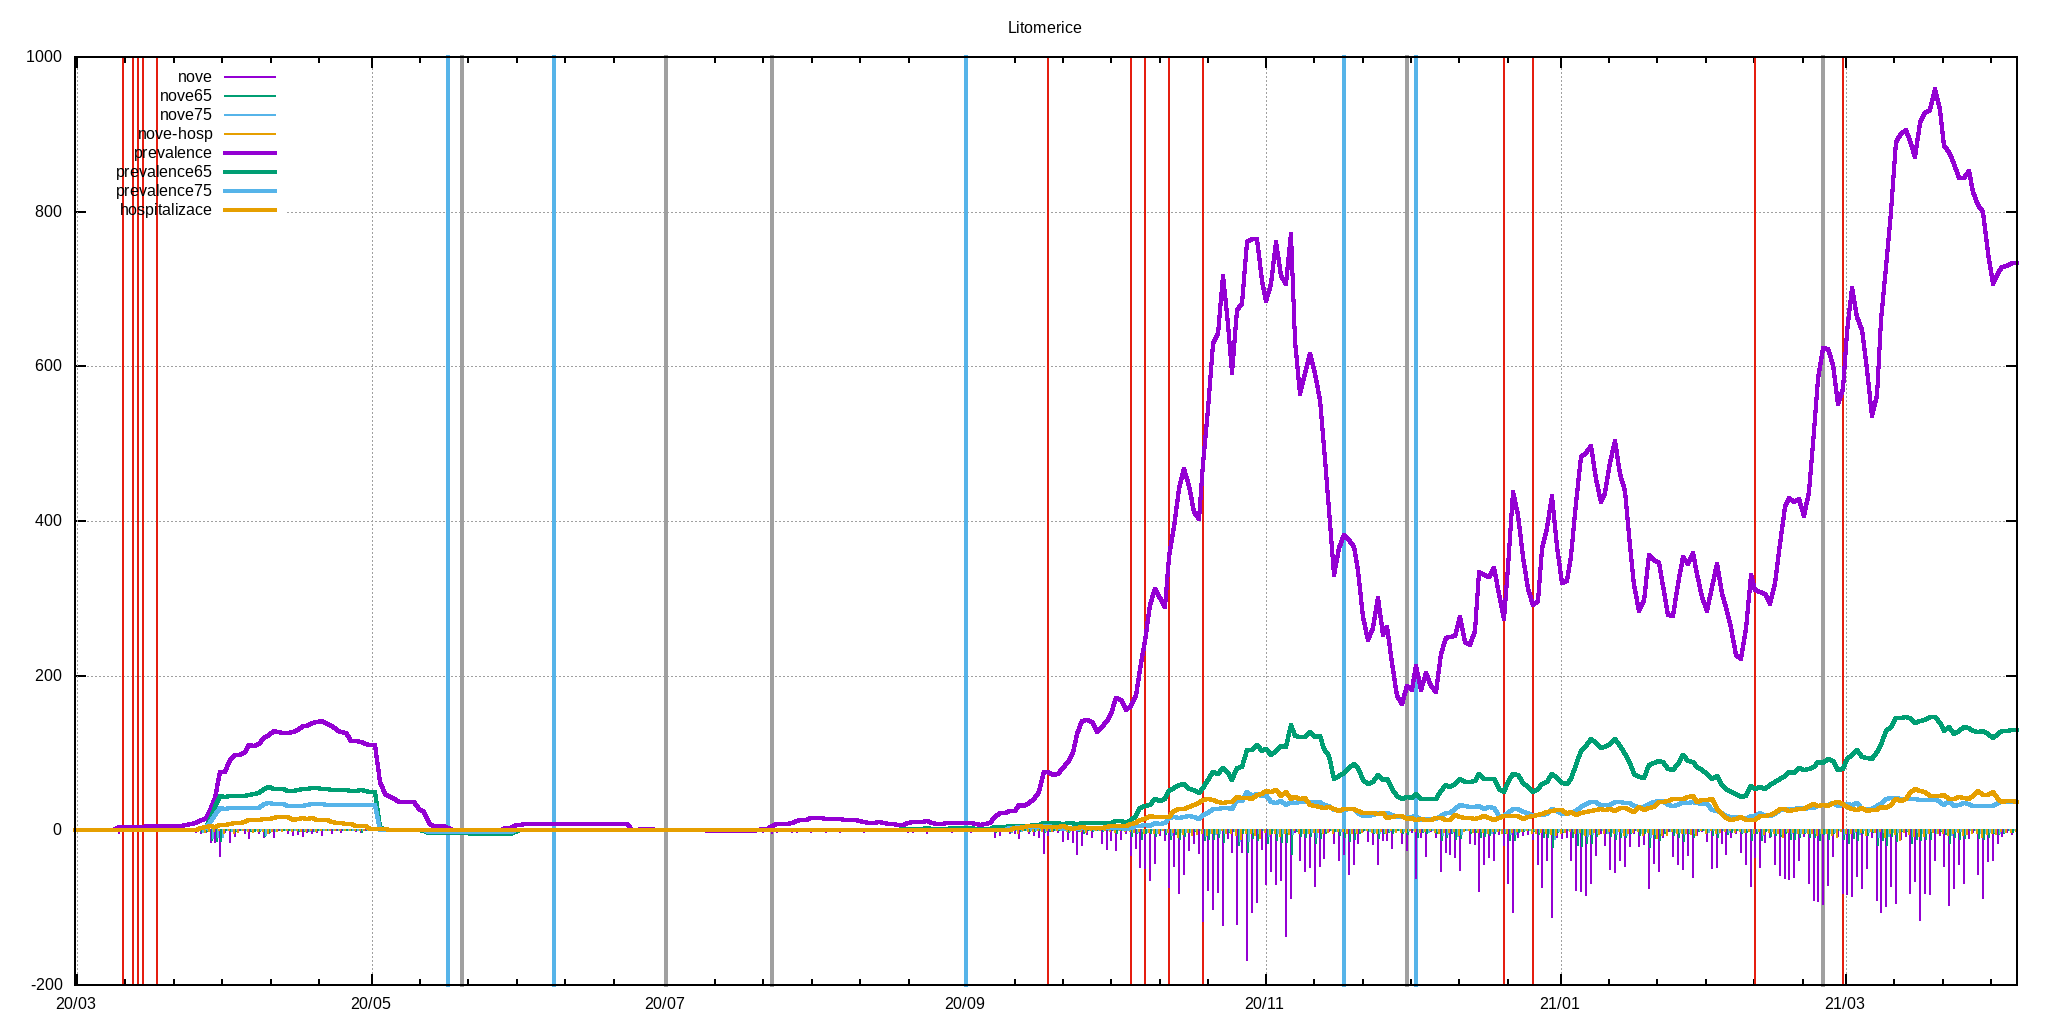 Litomerice
1000
nove
nove65
nove75
nove-hosp
prevalence
prevalence65
prevalence75
hospitalizace
800
600
400
200
0
-200
20/03 20/05 20/07 20/09 20/11 21/01 21/03